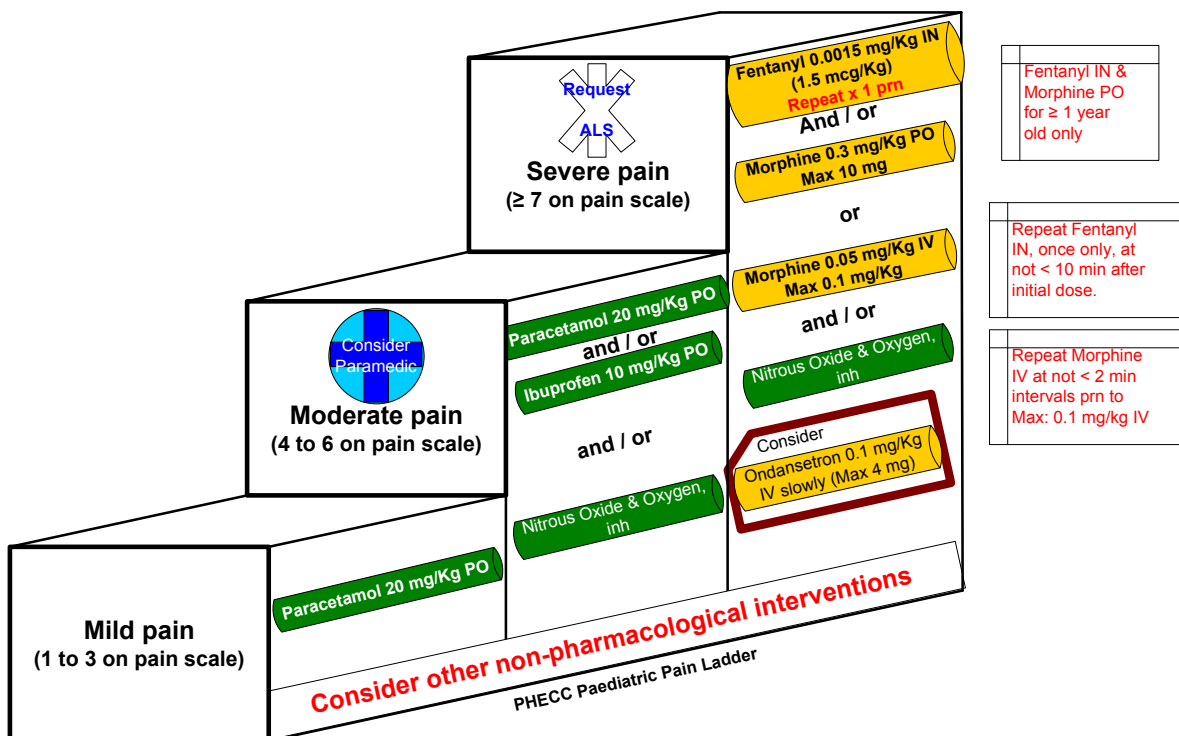 Request
ALS
Severe pain
(≥ 7 on pain scale)
Fentanyl 0.0015 mg/Kg IN
(1.5 mcg/Kg)
Repeat x 1 prn
And / or
Morphine 0.3 mg/Kg PO
Max 10 mg
or
Morphine 0.05 mg/Kg IV
Max 0.1 mg/Kg
and / or
Nitrous Oxide & Oxygen,
inh
Consider
Ondansetron 0.1 mg/Kg
IV slowly (Max 4 mg)
Fentanyl IN &
Morphine PO
for ≥ 1 year
old only
Repeat Fentanyl
IN, once only, at
not < 10 min after
initial dose.
Repeat Morphine
IV at not < 2 min
intervals prn to
Max: 0.1 mg/kg IV
Consider
Paramedic
Moderate pain
(4 to 6 on pain scale)
Paracetamol 20 mg/Kg PO
and / or
Ibuprofen 10 mg/Kg PO
and / or
Nitrous Oxide & Oxygen,
inh
Mild pain
(1 to 3 on pain scale)
Paracetamol 20 mg/Kg PO
Consider other non-pharmacological interventions
PHECC Paediatric Pain Ladder